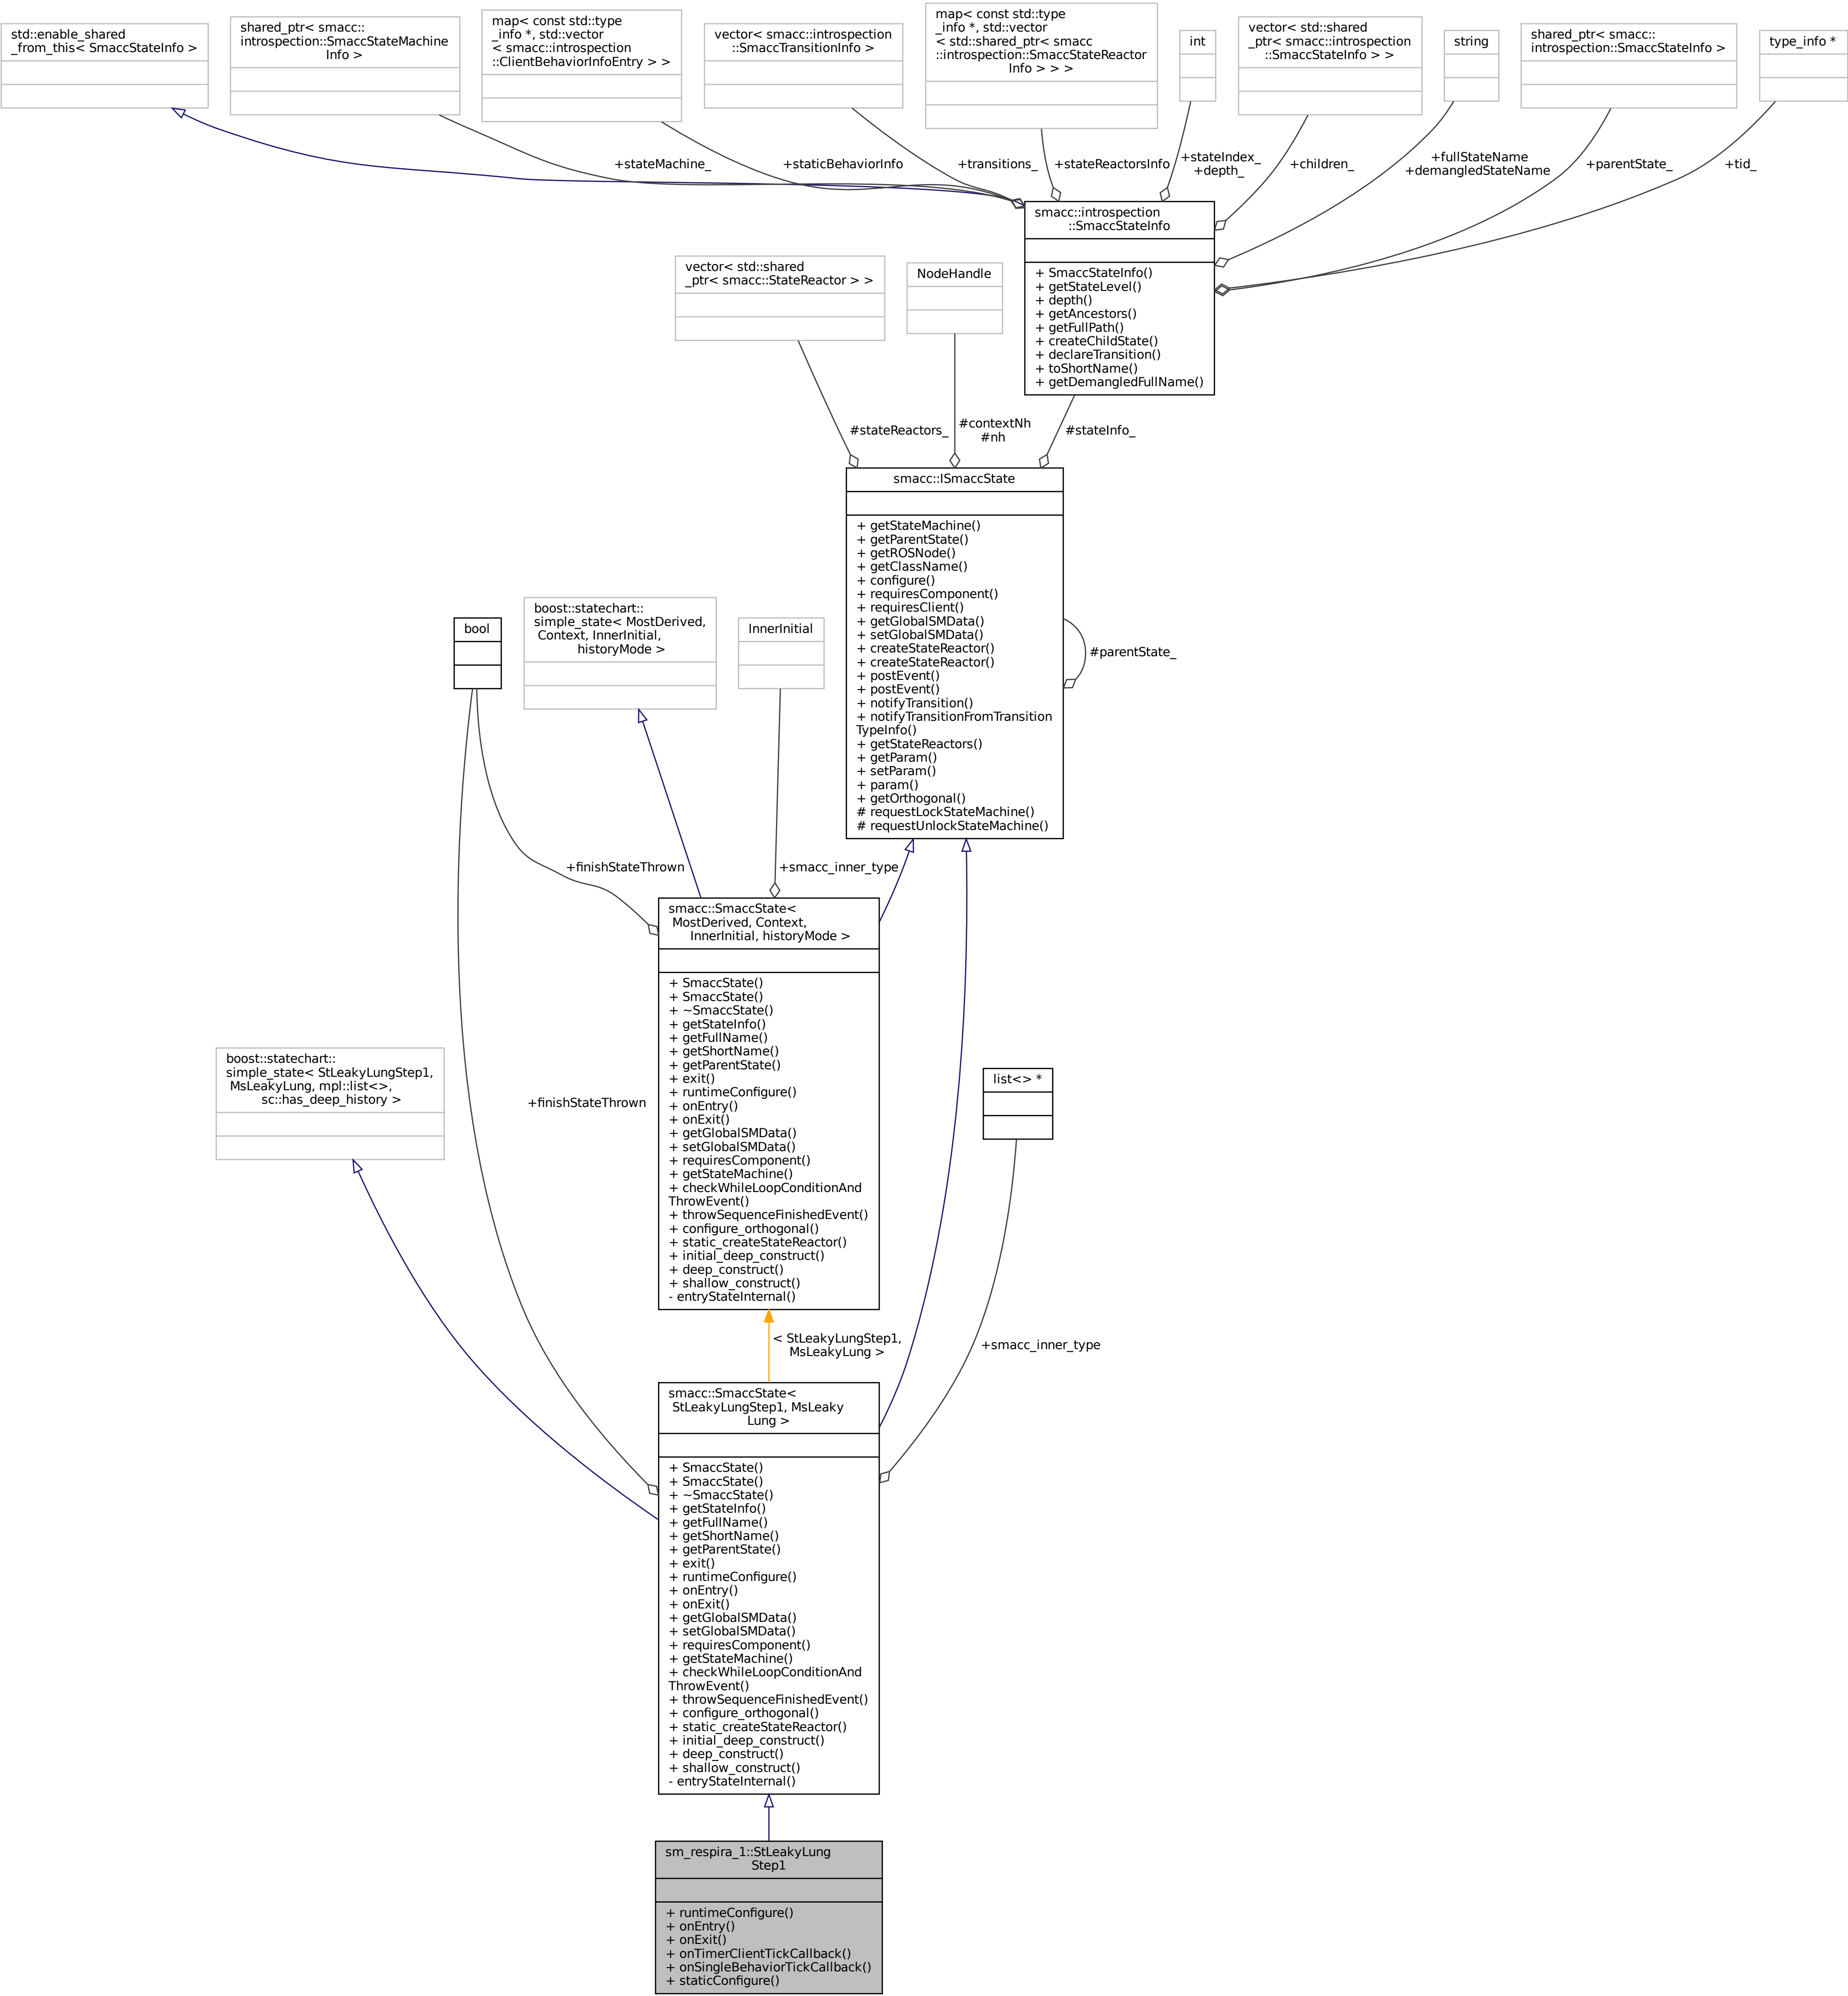 std::enable_shared
_from_this< SmaccStateInfo >
shared_ptr< smacc::
introspection::SmaccStateMachine
Info >
map< const std::type
_info *, std::vector
< smacc::introspection
::ClientBehaviorInfoEntry > >
vector< smacc::introspection
::SmaccTransitionInfo >
map< const std::type
_info *, std::vector
< std::shared_ptr< smacc
::introspection::SmaccStateReactor
Info > > >
int
vector< std::shared
_ptr< smacc::introspection
::SmaccStateInfo > >
string
shared_ptr< smacc::
introspection::SmaccStateInfo >
type_info *
+stateMachine_
+staticBehaviorInfo
+transitions_
+stateReactorsInfo
+stateIndex_
+depth_
+children_
+fullStateName
+demangledStateName
+parentState_
+tid_
smacc::introspection
::SmaccStateInfo
+ SmaccStateInfo()
+ getStateLevel()
+ depth()
+ getAncestors()
+ getFullPath()
+ createChildState()
+ declareTransition()
+ toShortName()
+ getDemangledFullName()
vector< std::shared
_ptr< smacc::StateReactor > >
NodeHandle
#stateReactors_
#contextNh
#nh
#stateInfo_
smacc::ISmaccState
+ getStateMachine()
+ getParentState()
+ getROSNode()
+ getClassName()
+ configure()
+ requiresComponent()
+ requiresClient()
+ getGlobalSMData()
+ setGlobalSMData()
+ createStateReactor()
+ createStateReactor()
+ postEvent()
+ postEvent()
+ notifyTransition()
+ notifyTransitionFromTransition
TypeInfo()
+ getStateReactors()
+ getParam()
+ setParam()
+ param()
+ getOrthogonal()
# requestLockStateMachine()
# requestUnlockStateMachine()
#parentState_
bool
boost::statechart::
simple_state< MostDerived,
Context, InnerInitial,
historyMode >
InnerInitial
+finishStateThrown
+smacc_inner_type
smacc::SmaccState<
MostDerived, Context,
InnerInitial, historyMode >
+ SmaccState()
+ SmaccState()
+ ~SmaccState()
+ getStateInfo()
+ getFullName()
+ getShortName()
+ getParentState()
+ exit()
+ runtimeConfigure()
+ onEntry()
+ onExit()
+ getGlobalSMData()
+ setGlobalSMData()
+ requiresComponent()
+ getStateMachine()
+ checkWhileLoopConditionAnd
ThrowEvent()
+ throwSequenceFinishedEvent()
+ configure_orthogonal()
+ static_createStateReactor()
+ initial_deep_construct()
+ deep_construct()
+ shallow_construct()
- entryStateInternal()
boost::statechart::
simple_state< StLeakyLungStep1,
MsLeakyLung, mpl::list<>,
sc::has_deep_history >
+finishStateThrown
list<> *
< StLeakyLungStep1,
MsLeakyLung >
+smacc_inner_type
smacc::SmaccState<
StLeakyLungStep1, MsLeaky
Lung >
+ SmaccState()
+ SmaccState()
+ ~SmaccState()
+ getStateInfo()
+ getFullName()
+ getShortName()
+ getParentState()
+ exit()
+ runtimeConfigure()
+ onEntry()
+ onExit()
+ getGlobalSMData()
+ setGlobalSMData()
+ requiresComponent()
+ getStateMachine()
+ checkWhileLoopConditionAnd
ThrowEvent()
+ throwSequenceFinishedEvent()
+ configure_orthogonal()
+ static_createStateReactor()
+ initial_deep_construct()
+ deep_construct()
+ shallow_construct()
- entryStateInternal()
sm_respira_1::StLeakyLung
Step1
+ runtimeConfigure()
+ onEntry()
+ onExit()
+ onTimerClientTickCallback()
+ onSingleBehaviorTickCallback()
+ staticConfigure()